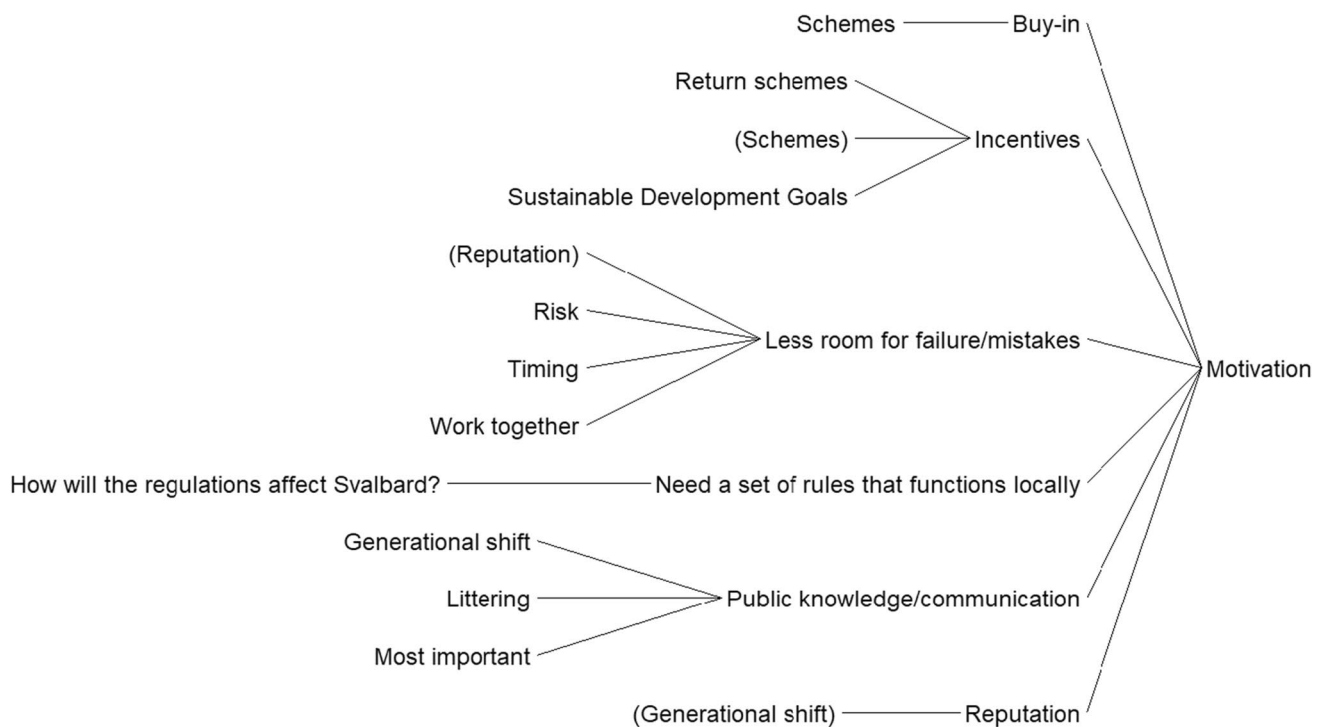 Schemes
Buy-in
Return schemes
(Schemes)
Incentives
Sustainable Development Goals
(Reputation)
Risk
Less room for failure/mistakes
Timing
Motivation
Work together
How will the regulations affect Svalbard?
Need a set of rules that functions locally
Generational shift
Littering
Public knowledge/communication
Most important
(Generational shift)
Reputation